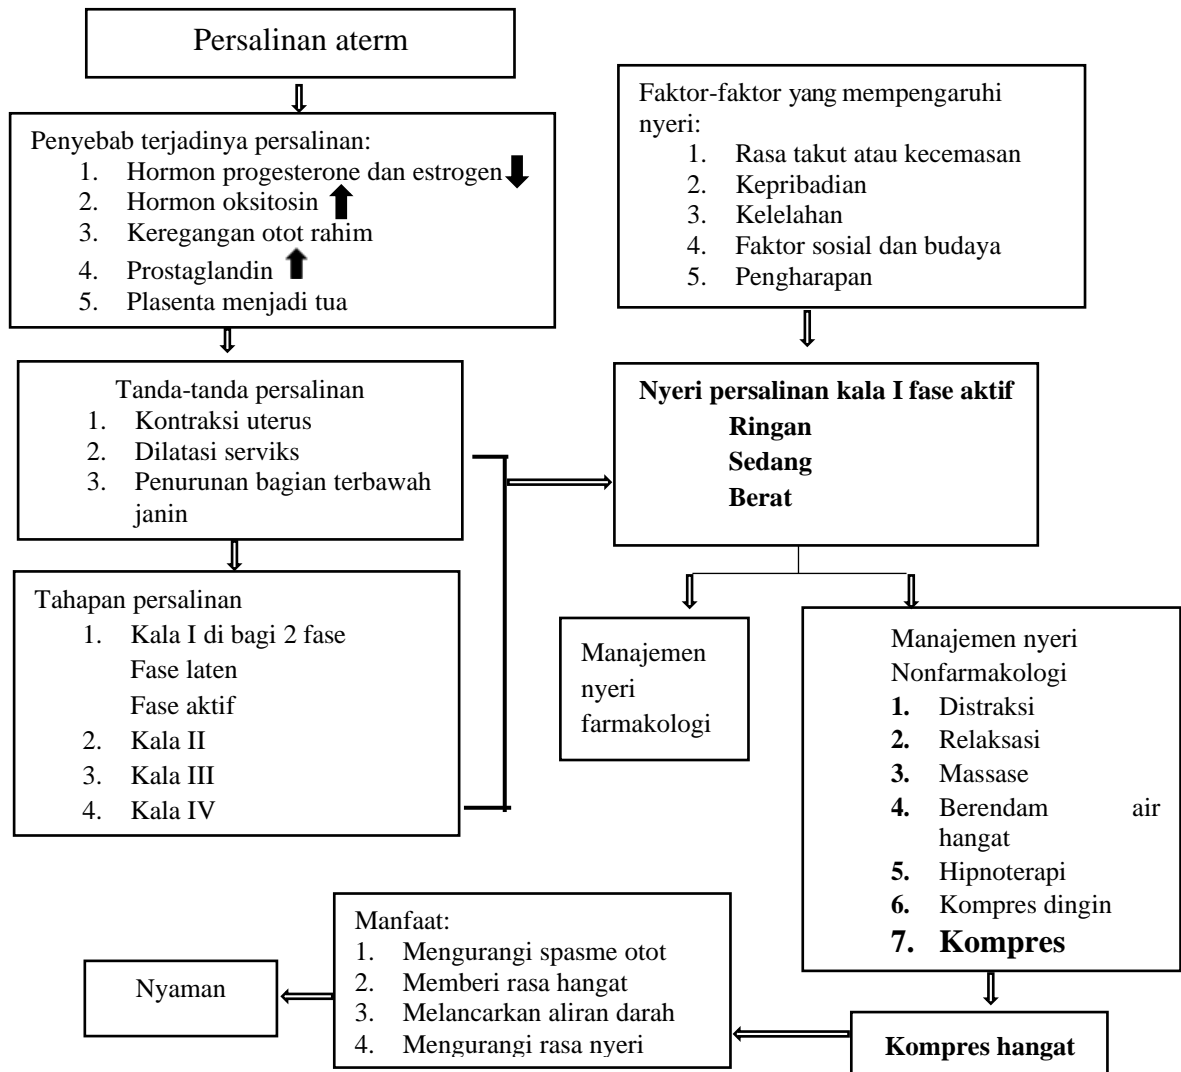 Persalinan aterm
Penyebab terjadinya persalinan:
1. Hormon progesterone dan estrogen
2. Hormon oksitosin
3. Keregangan otot rahim
4. Prostaglandin
5. Plasenta menjadi tua
Faktor-faktor yang mempengaruhi
nyeri:
1. Rasa takut atau kecemasan
2. Kepribadian
3. Kelelahan
4. Faktor sosial dan budaya
5. Pengharapan
Tanda-tanda persalinan
1. Kontraksi uterus
2. Dilatasi serviks
3. Penurunan bagian terbawah
janin
Nyeri persalinan kala I fase aktif
Ringan
Sedang
Berat
Tahapan persalinan
1. Kala I di bagi 2 fase
Fase laten
Fase aktif
2. Kala II
3. Kala III
4. Kala IV
Manajemen
nyeri
farmakologi
Manajemen nyeri
Nonfarmakologi
1. Distraksi
2. Relaksasi
3. Massase
4. Berendam air
hangat
5. Hipnoterapi
6. Kompres dingin
7. Kompres
Kompres hangat
Manfaat:
1. Mengurangi spasme otot
2. Memberi rasa hangat
3. Melancarkan aliran darah
4. Mengurangi rasa nyeri
Nyaman